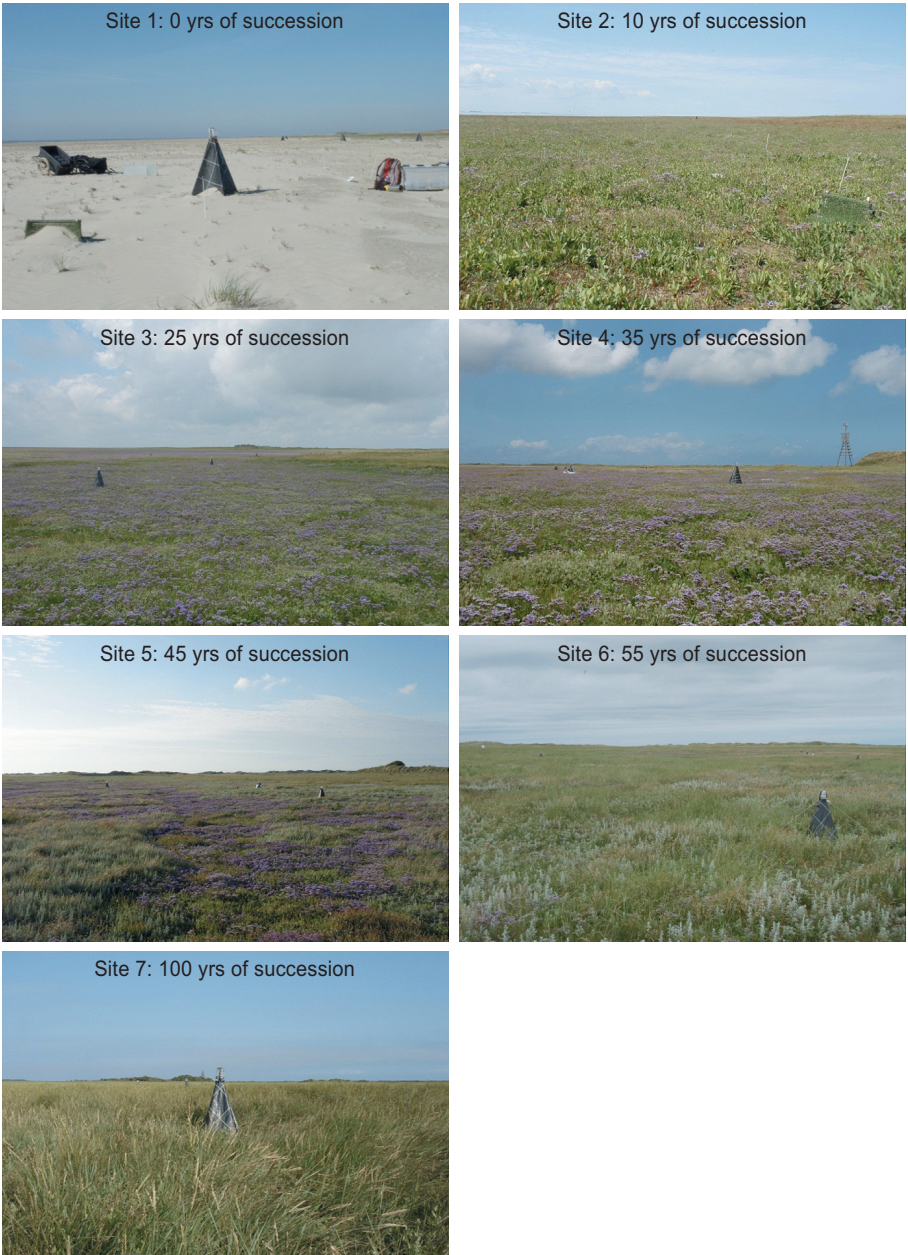 Site 1: 0 yrs of succession
Site 2: 10 yrs of succession
Site 3: 25 yrs of succession
Site 4: 35 yrs of succession
Site 5: 45 yrs of succession
Site 6: 55 yrs of succession
Site 7: 100 yrs of succession